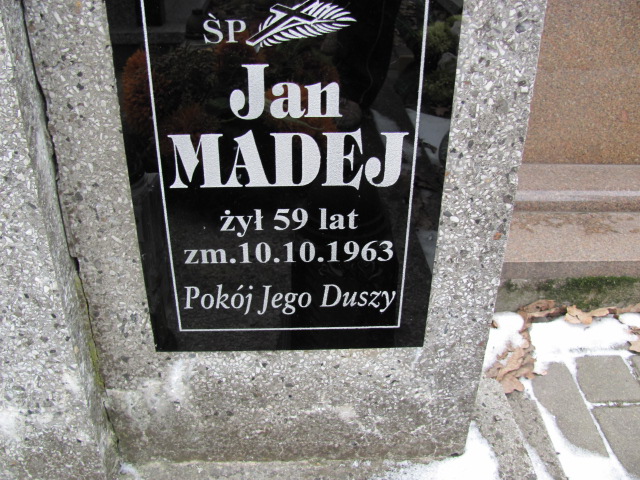 ŚP
Jan
MADEJ
żył 59 lat
zm.10.10.1963
Pokój Jego Duszy